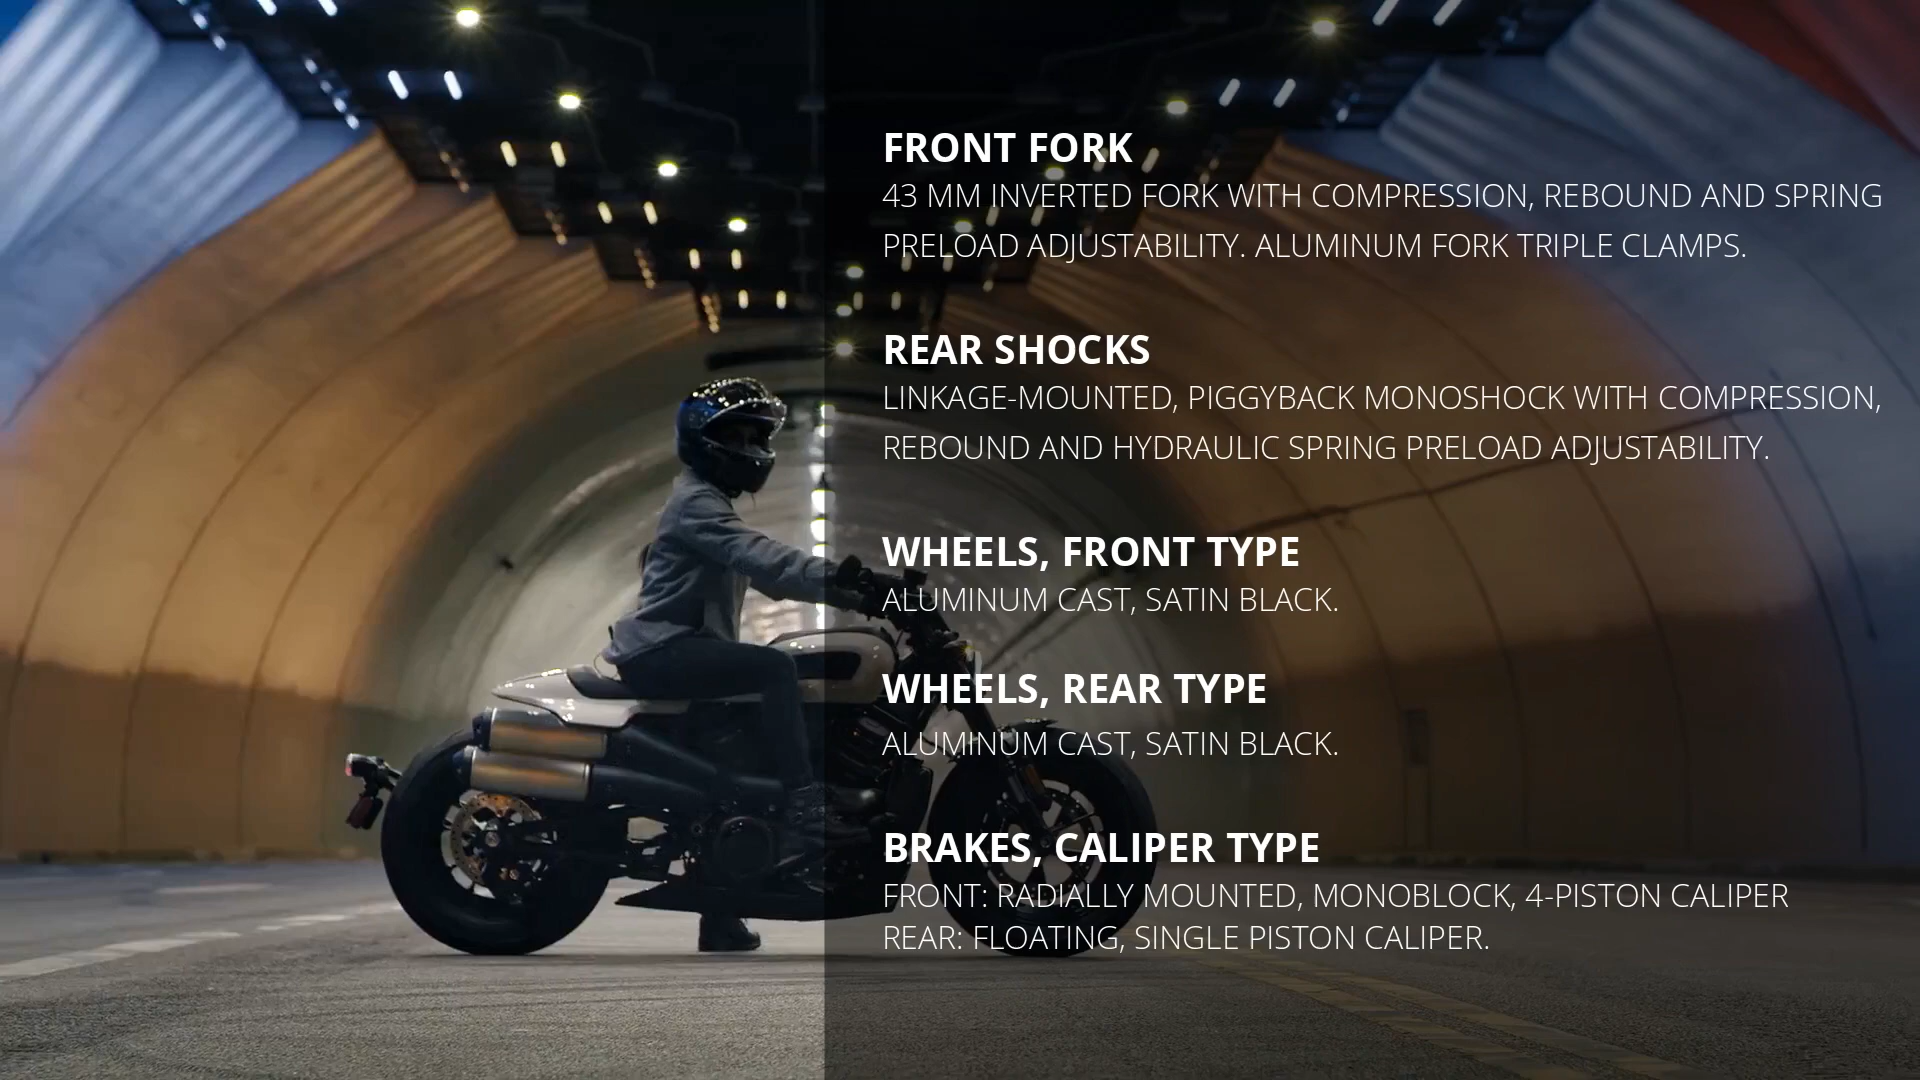 FRONT FORK
43 MM INVERTED FORK WITH COMPRESSION, REBOUND AND SPRING
PRELOAD ADJUSTABILITY. ALUMINUM FORK TRIPLE CLAMPS.
REAR SHOCKS
LINKAGE-MOUNTED, PIGGYBACK MONOSHOCK WITH COMPRESSION,
REBOUND AND HYDRAULIC SPRING PRELOAD ADJUSTABILITY.
WHEELS, FRONT TYPE
ALUMINUM CAST, SATIN BLACK.
WHEELS, REAR TYPE
ALUMINUM CAST, SATIN BLACK.
BRAKES, CALIPER TYPE
FRONT: RADIALLY MOUNTED, MONOBLOCK, 4-PISTON CALIPER
REAR: FLOATING, SINGLE PISTON CALIPER.